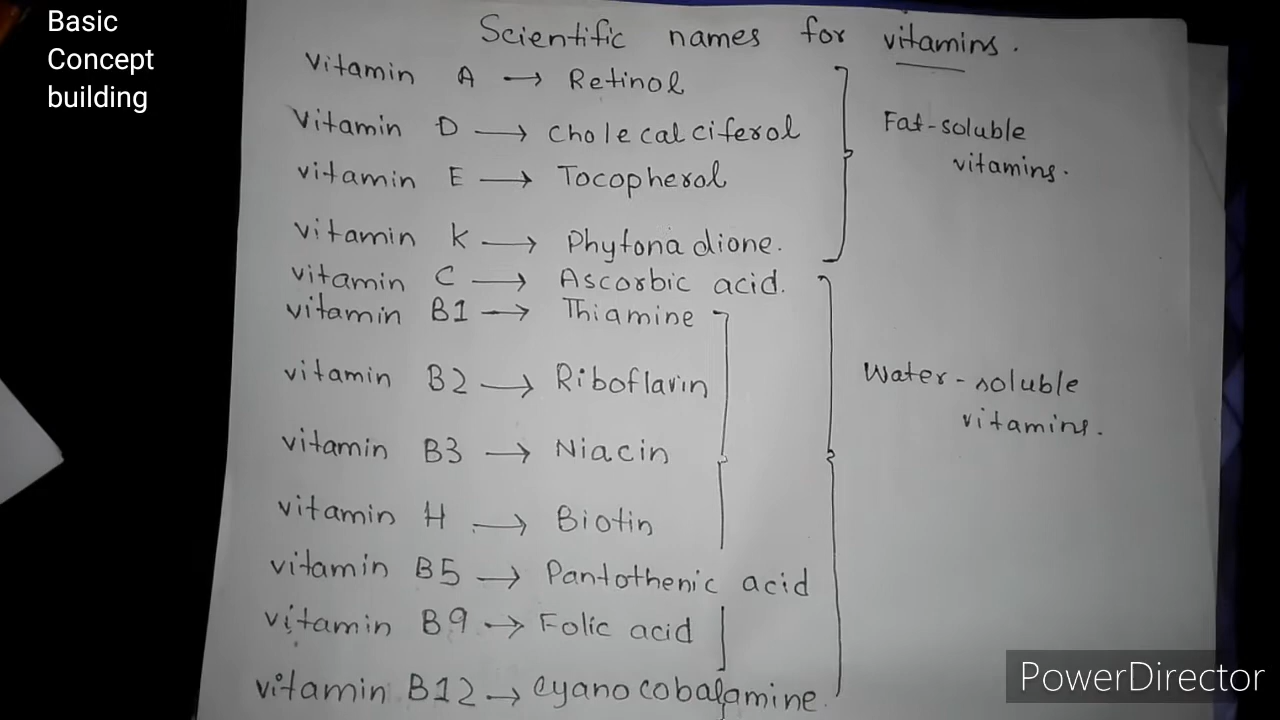 Basic
Concept
building
Scientific names for vitamins.
Vitamin A → Retinol
Vitamin D → Cholecalciferol
Fat-soluble
vitamins.
vitamin E → Tocopherol
vitamin K → Phytonadione.
vitamin C → Ascorbic acid.
vitamin B1 → Thiamine
vitamin B2 → Riboflavin
Water-soluble
vitamins.
vitamin B3 → Niacin
vitamin H → Biotin
vitamin B5 → Pantothenic acid
vitamin B9 → Folic acid
vitamin B12 → cyanocobalamine.
PowerDirector